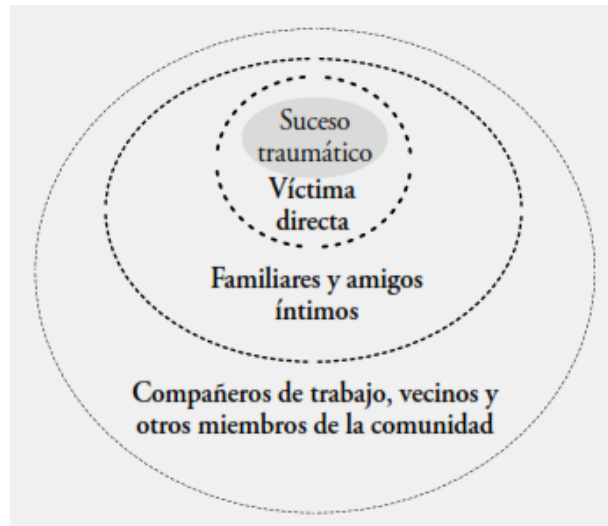 Suceso
traumático
Víctima
directa
Familiares y amigos
íntimos
Compañeros de trabajo, vecinos y
otros miembros de la comunidad